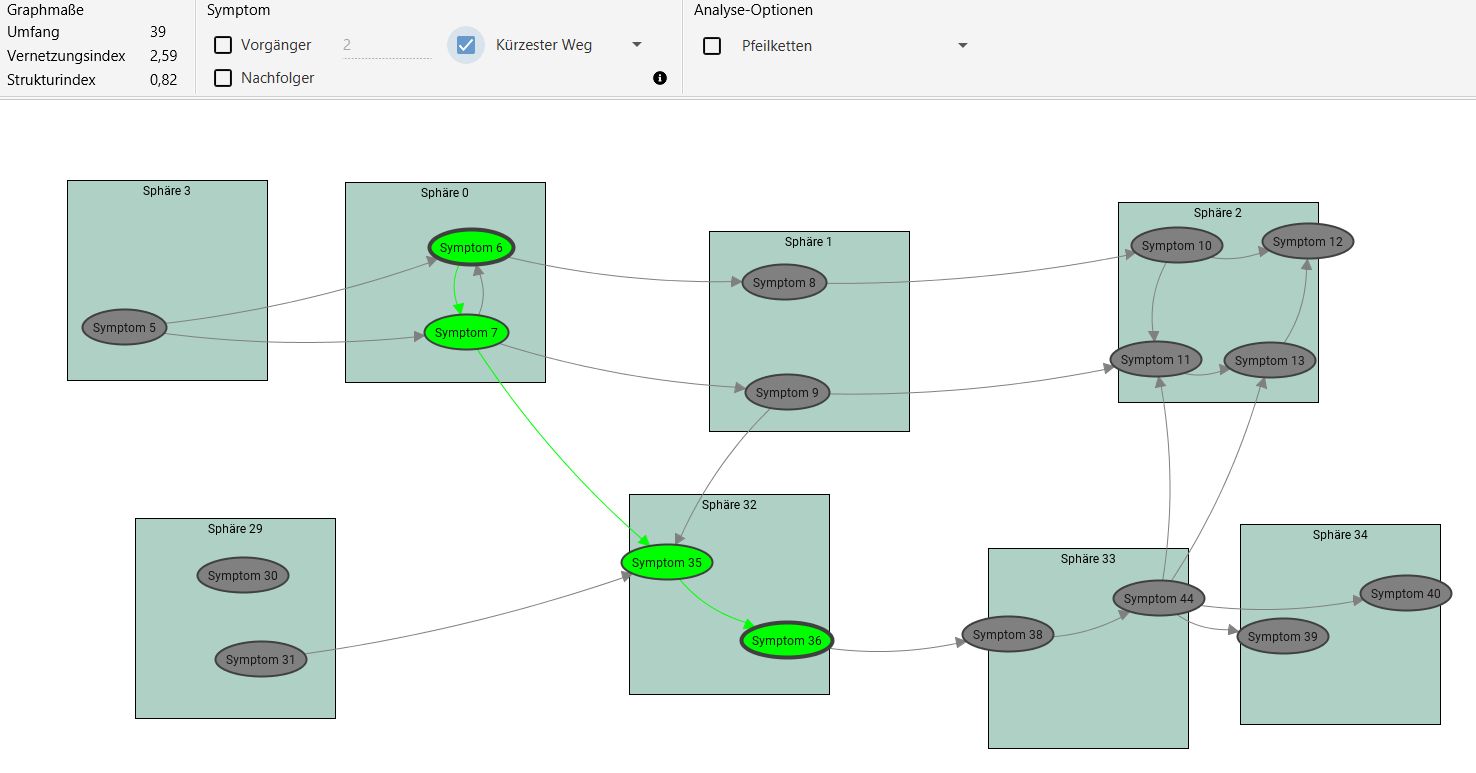 Graphmaße
Umfang 39
Vernetzungsindex 2,59
Strukturindex 0,82
Symptom
Vorgänger 2 Kürzester Weg
Nachfolger
Analyse-Optionen
Pfeilketten
Sphäre 3
Symptom 5
Sphäre 0
Symptom 6
Symptom 7
Sphäre 1
Symptom 8
Symptom 9
Sphäre 2
Symptom 10
Symptom 12
Symptom 11
Symptom 13
Sphäre 29
Symptom 30
Symptom 31
Sphäre 32
Symptom 35
Symptom 36
Sphäre 33
Symptom 44
Symptom 38
Sphäre 34
Symptom 40
Symptom 39